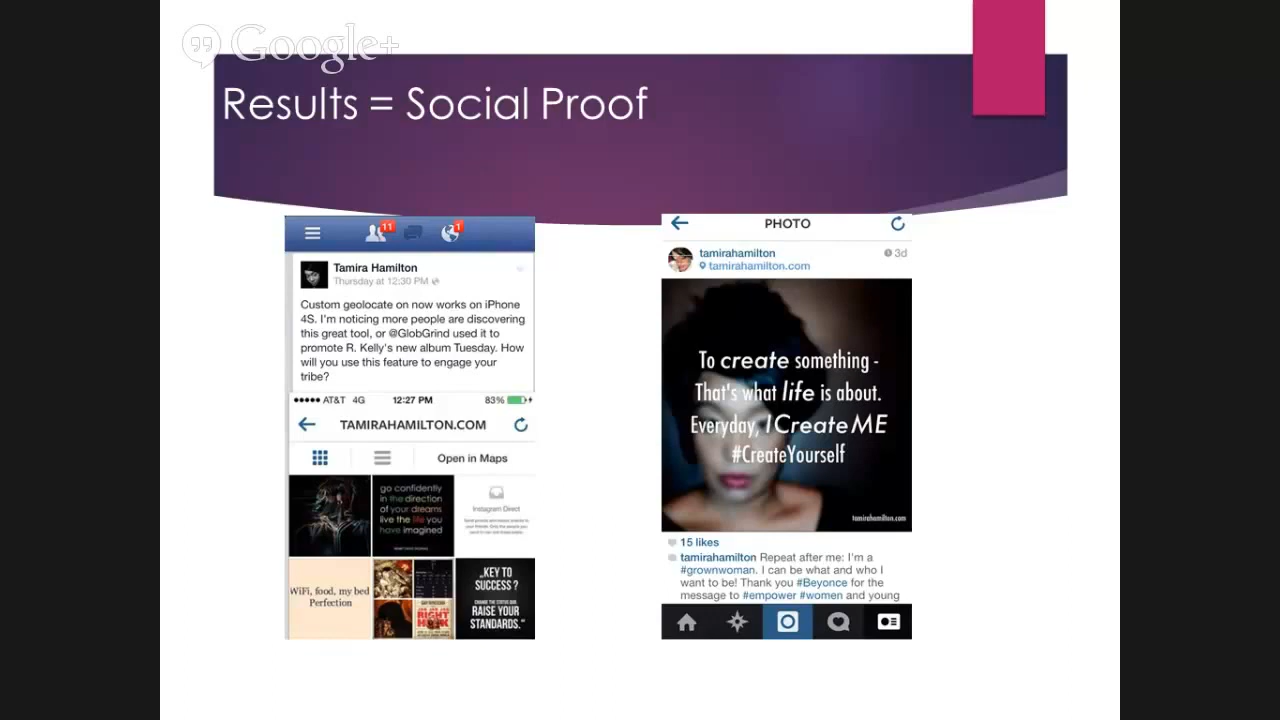 Google+
Results = Social Proof
11
1
Tamira Hamilton
Thursday at 12:30 PM
Custom geolocate on now works on iPhone
4S. I'm noticing more people are discovering
this great tool, or @GlobGrind used it to
promote R. Kelly's new album Tuesday. How
will you use this feature to engage your
tribe?
AT&T 4G 12:27 PM 83%
TAMIRAHAMILTON.COM
Open in Maps
go confidently
in the direction
of your dreams
live the life you
have imagined
Instagram Direct
WiFi, food, my bed
Perfection
„KEY TO
SUCCESS ?
CHANGE THE STATUS AND
RAISE YOUR
STANDARDS."
PHOTO
tamirahamilton
3d
tamirahamilton.com
To create something -
That's what life is about.
Everyday, I Create ME
#CreateYourself
tamirahamilton.com
15 likes
tamirahamilton Repeat after me: I'm a
#grownwoman. I can be what and who I
want to be! Thank you #Beyonce for the
message to #empower #women and young